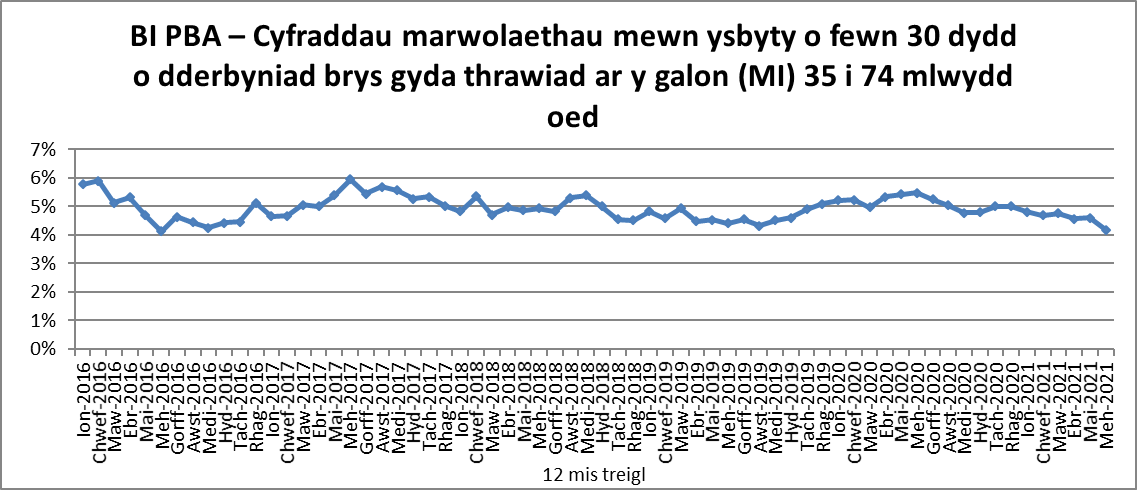 BI PBA – Cyfraddau marwolaethau mewn ysbyty o fewn 30 dydd
o dderbyniad brys gyda thrawiad ar y galon (MI) 35 i 74 mlwydd
oed
7%
6%
5%
4%
3%
2%
1%
0%
Ion-2016
Chwef-2016
Maw-2016
Ebr-2016
Mai-2016
Meh-2016
Gorff-2016
Awst-2016
Medi-2016
Hyd-2016
Tach-2016
Rhag-2016
Ion-2017
Chwef-2017
Maw-2017
Ebr-2017
Mai-2017
Meh-2017
Gorff-2017
Awst-2017
Medi-2017
Hyd-2017
Tach-2017
Rhag-2017
Ion-2018
Chwef-2018
Maw-2018
Ebr-2018
Mai-2018
Meh-2018
Gorff-2018
Awst-2018
Medi-2018
Hyd-2018
Tach-2018
Rhag-2018
Ion-2019
Chwef-2019
Maw-2019
Ebr-2019
Mai-2019
Meh-2019
Gorff-2019
Awst-2019
Medi-2019
Hyd-2019
Tach-2019
Rhag-2019
Ion-2020
Chwef-2020
Maw-2020
Ebr-2020
Mai-2020
Meh-2020
Gorff-2020
Awst-2020
Medi-2020
Hyd-2020
Tach-2020
Rhag-2020
Ion-2021
Chwef-2021
Maw-2021
Ebr-2021
Mai-2021
Meh-2021
12 mis treigl